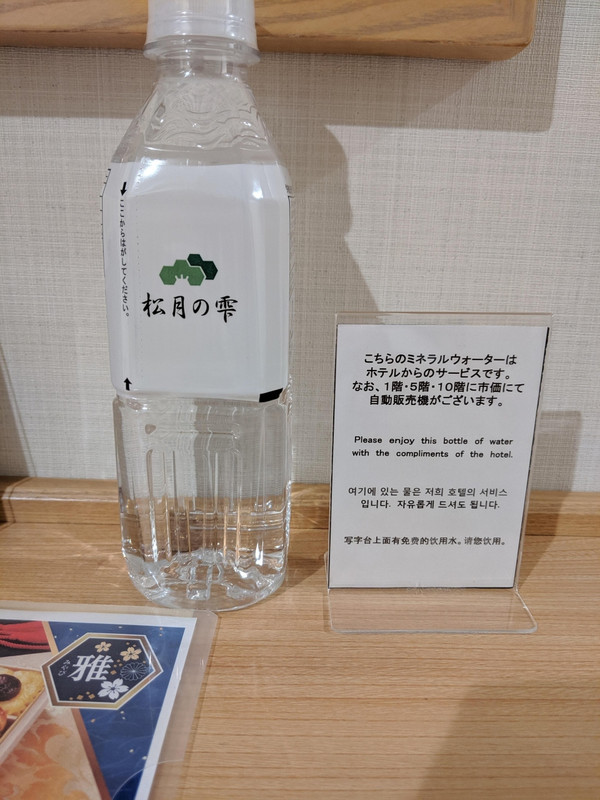 ここからはがしてください。
松月の雫
こちらのミネラルウォーターは
ホテルからのサービスです。
なお、1階・5階・10階に市価にて
自動販売機がございます。
Please enjoy this bottle of water
with the compliments of the hotel.
여기에 있는 물은 저희 호텔의 서비스
입니다. 자유롭게 드셔도 됩니다.
写字台上面有免费的饮用水。请您饮用。
雅